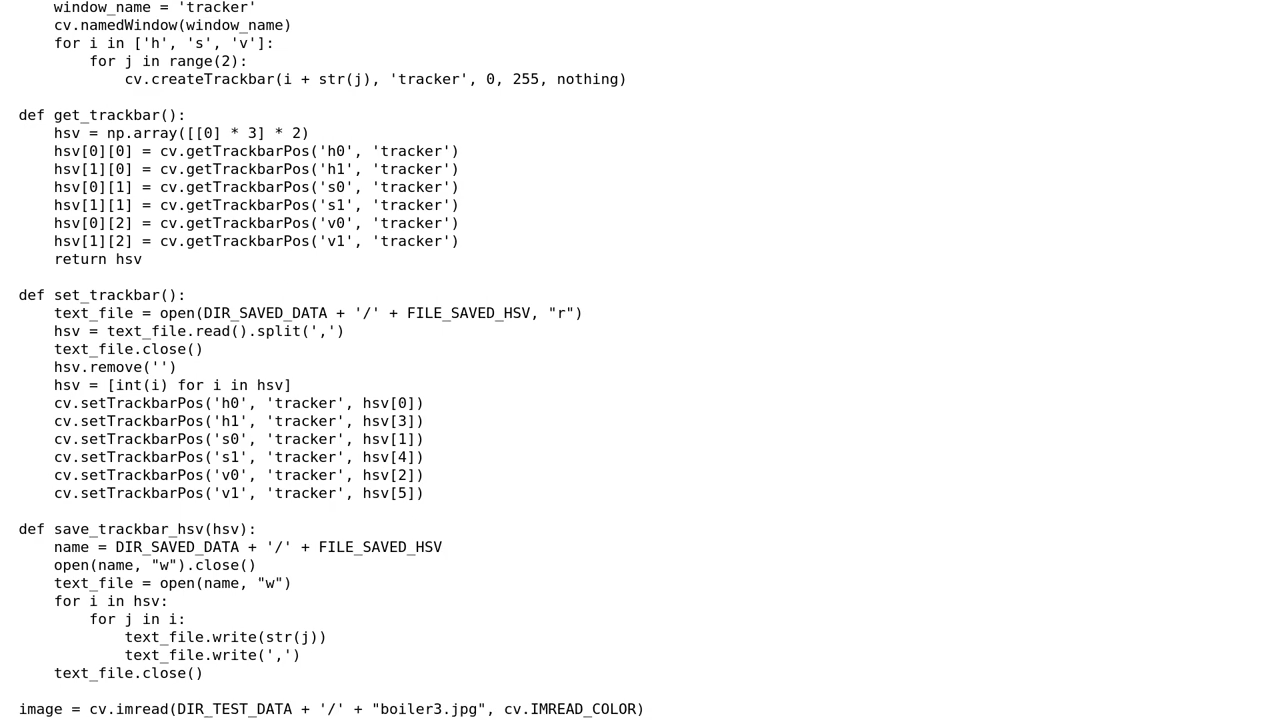 window_name = 'tracker'
    cv.namedWindow(window_name)
    for i in ['h', 's', 'v']:
        for j in range(2):
            cv.createTrackbar(i + str(j), 'tracker', 0, 255, nothing)

def get_trackbar():
    hsv = np.array([[0] * 3] * 2)
    hsv[0][0] = cv.getTrackbarPos('h0', 'tracker')
    hsv[1][0] = cv.getTrackbarPos('h1', 'tracker')
    hsv[0][1] = cv.getTrackbarPos('s0', 'tracker')
    hsv[1][1] = cv.getTrackbarPos('s1', 'tracker')
    hsv[0][2] = cv.getTrackbarPos('v0', 'tracker')
    hsv[1][2] = cv.getTrackbarPos('v1', 'tracker')
    return hsv

def set_trackbar():
    text_file = open(DIR_SAVED_DATA + '/' + FILE_SAVED_HSV, "r")
    hsv = text_file.read().split(',')
    text_file.close()
    hsv.remove('')
    hsv = [int(i) for i in hsv]
    cv.setTrackbarPos('h0', 'tracker', hsv[0])
    cv.setTrackbarPos('h1', 'tracker', hsv[3])
    cv.setTrackbarPos('s0', 'tracker', hsv[1])
    cv.setTrackbarPos('s1', 'tracker', hsv[4])
    cv.setTrackbarPos('v0', 'tracker', hsv[2])
    cv.setTrackbarPos('v1', 'tracker', hsv[5])

def save_trackbar_hsv(hsv):
    name = DIR_SAVED_DATA + '/' + FILE_SAVED_HSV
    open(name, "w").close()
    text_file = open(name, "w")
    for i in hsv:
        for j in i:
            text_file.write(str(j))
            text_file.write(',')
    text_file.close()

image = cv.imread(DIR_TEST_DATA + '/' + "boiler3.jpg", cv.IMREAD_COLOR)